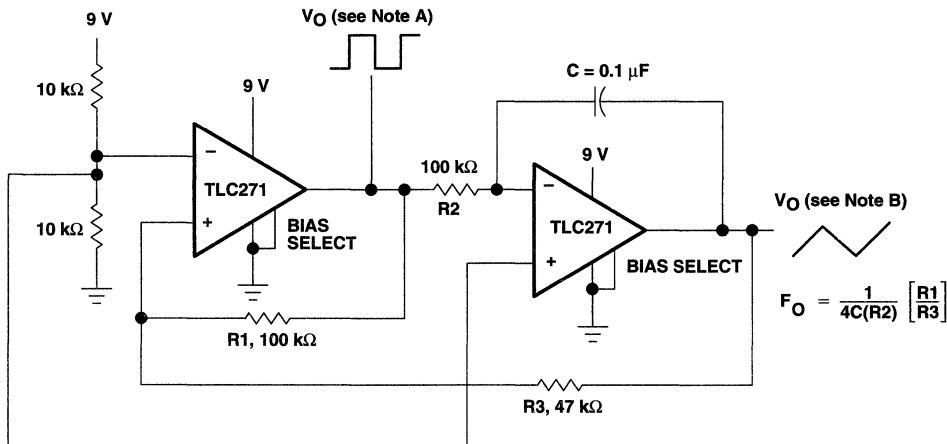 9 V
10 kΩ
10 kΩ
−
+
TLC271
9 V
BIAS
SELECT
VO (see Note A)
R1, 100 kΩ
100 kΩ
R2
C = 0.1 μF
9 V
−
+
TLC271
BIAS SELECT
R3, 47 kΩ
VO (see Note B)
FO = 1/4C(R2) [R1/R3]